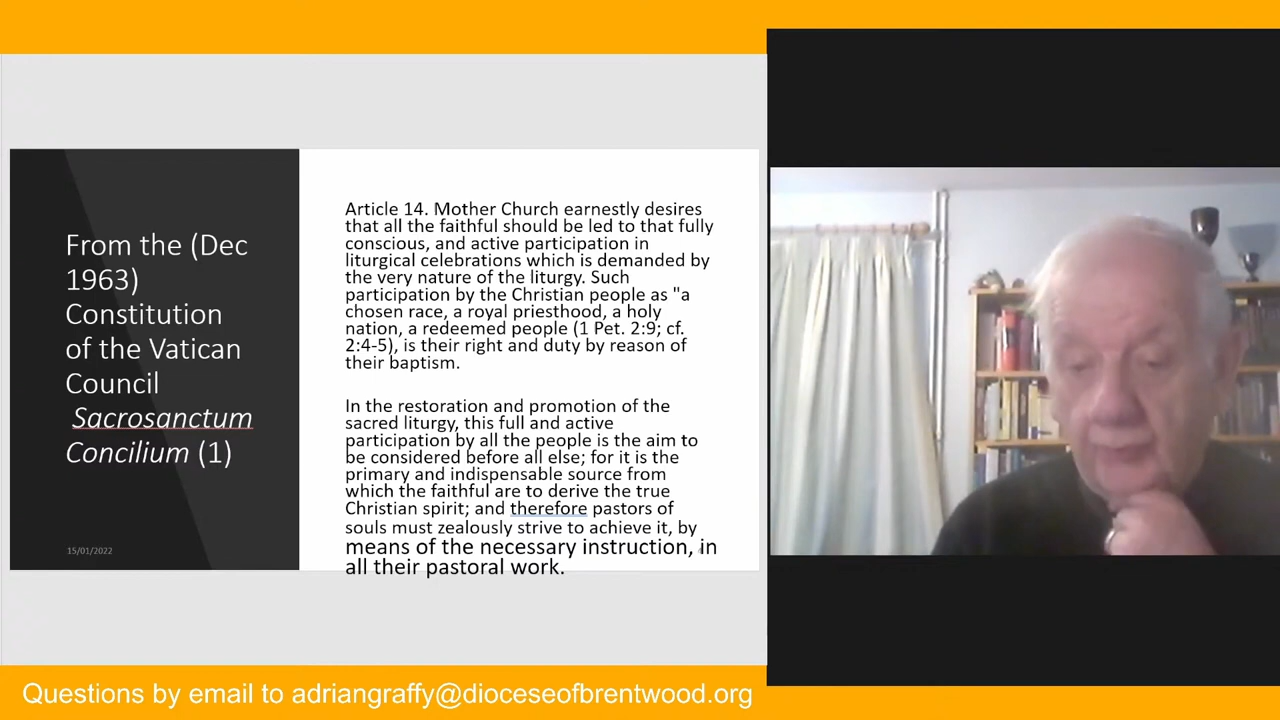 From the (Dec
1963)
Constitution
of the Vatican
Council
Sacrosanctum
Concilium (1)
15/01/2022
Article 14. Mother Church earnestly desires
that all the faithful should be led to that fully
conscious, and active participation in
liturgical celebrations which is demanded by
the very nature of the liturgy. Such
participation by the Christian people as "a
chosen race, a royal priesthood, a holy
nation, a redeemed people (1 Pet. 2:9; cf.
2:4-5), is their right and duty by reason of
their baptism.
In the restoration and promotion of the
sacred liturgy, this full and active
participation by all the people is the aim to
be considered before all else; for it is the
primary and indispensable source from
which the faithful are to derive the true
Christian spirit; and therefore pastors of
souls must zealously strive to achieve it, by
means of the necessary instruction, in
all their pastoral work.
Questions by email to adriangraffy@dioceseofbrentwood.org